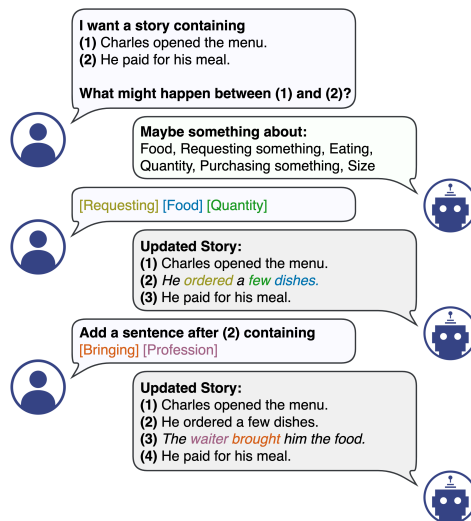 I want a story containing
(1) Charles opened the menu.
(2) He paid for his meal.
What might happen between (1) and (2)?
Maybe something about:
Food, Requesting something, Eating,
Quantity, Purchasing something, Size
[Requesting] [Food] [Quantity]
Updated Story:
(1) Charles opened the menu.
(2) He ordered a few dishes.
(3) He paid for his meal.
Add a sentence after (2) containing
[Bringing] [Profession]
Updated Story:
(1) Charles opened the menu.
(2) He ordered a few dishes.
(3) The waiter brought him the food.
(4) He paid for his meal.